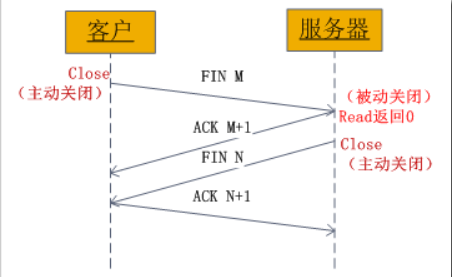 客户
服务器
Close
（主动关闭）
FIN M
（被动关闭）
Read返回0
ACK M+1
FIN N
Close
（主动关闭）
ACK N+1